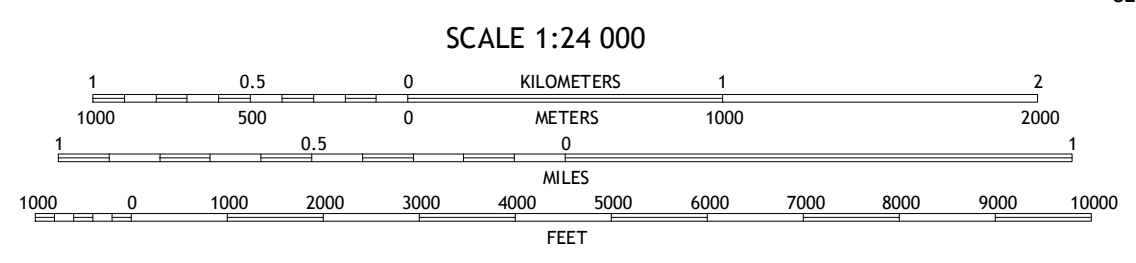 SCALE 1:24 000
1 0.5 0 KILOMETERS 1 2
1000 500 0 METERS 1000 2000
1 0.5 0 1
MILES
1000 0 1000 2000 3000 4000 5000 6000 7000 8000 9000 10000
FEET